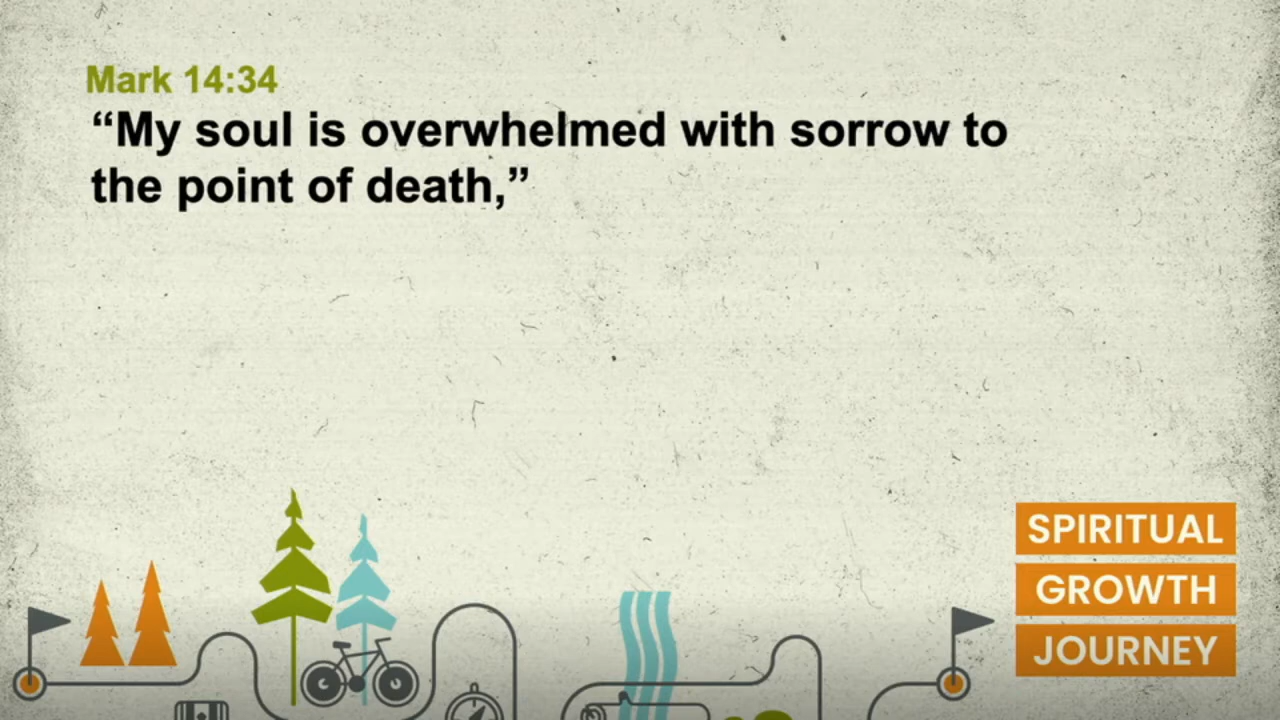 Mark 14:34
“My soul is overwhelmed with sorrow to
the point of death,”
SPIRITUAL
GROWTH
JOURNEY